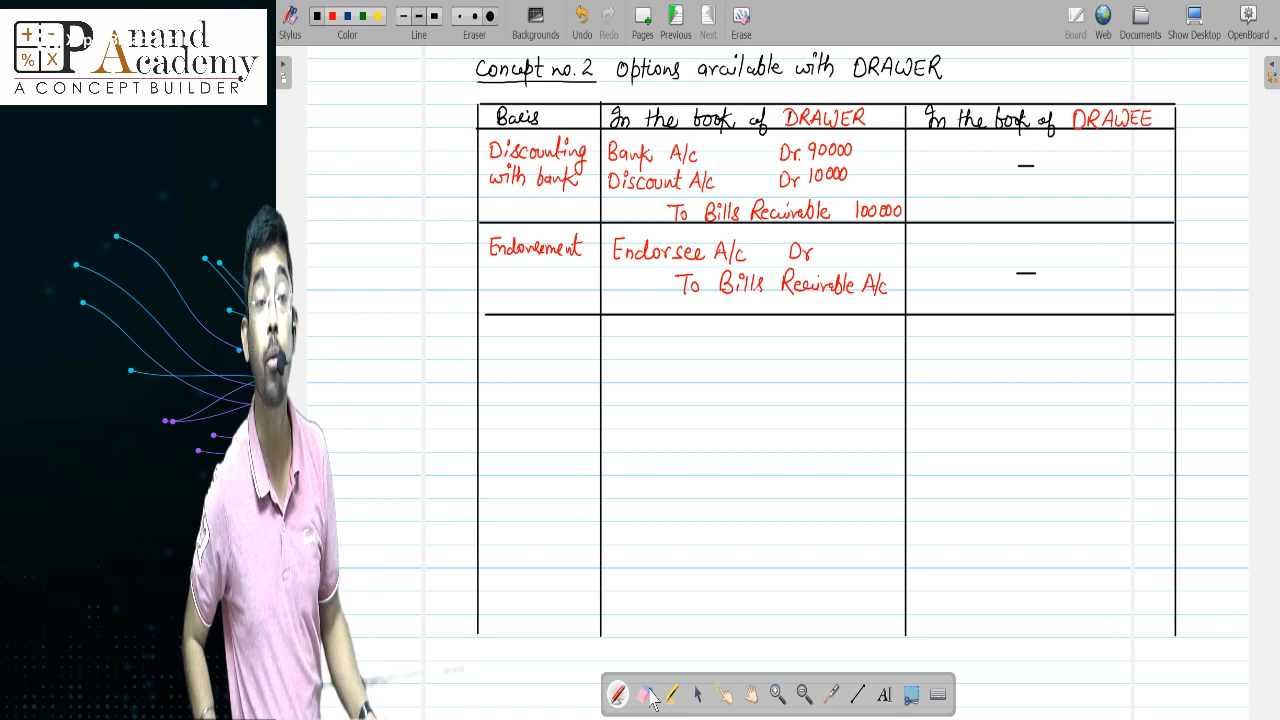 Anand
Academy
A CONCEPT BUILDER
Color
Line
Eraser
Backgrounds
Undo
Redo
Pages
Previous
Next
Erase
Board
Web
Documents
Show Desktop
OpenBoard
Concept no. 2 Options available with DRAWER
Basis
In the book of DRAWER
In the book of DRAWEE
Discounting
with bank
Bank A/c Dr. 90000
Discount A/c Dr 10000
To Bills Receivable 100000
—
Endorsement
Endorsee A/c Dr
To Bills Receivable A/c
—
Stylus